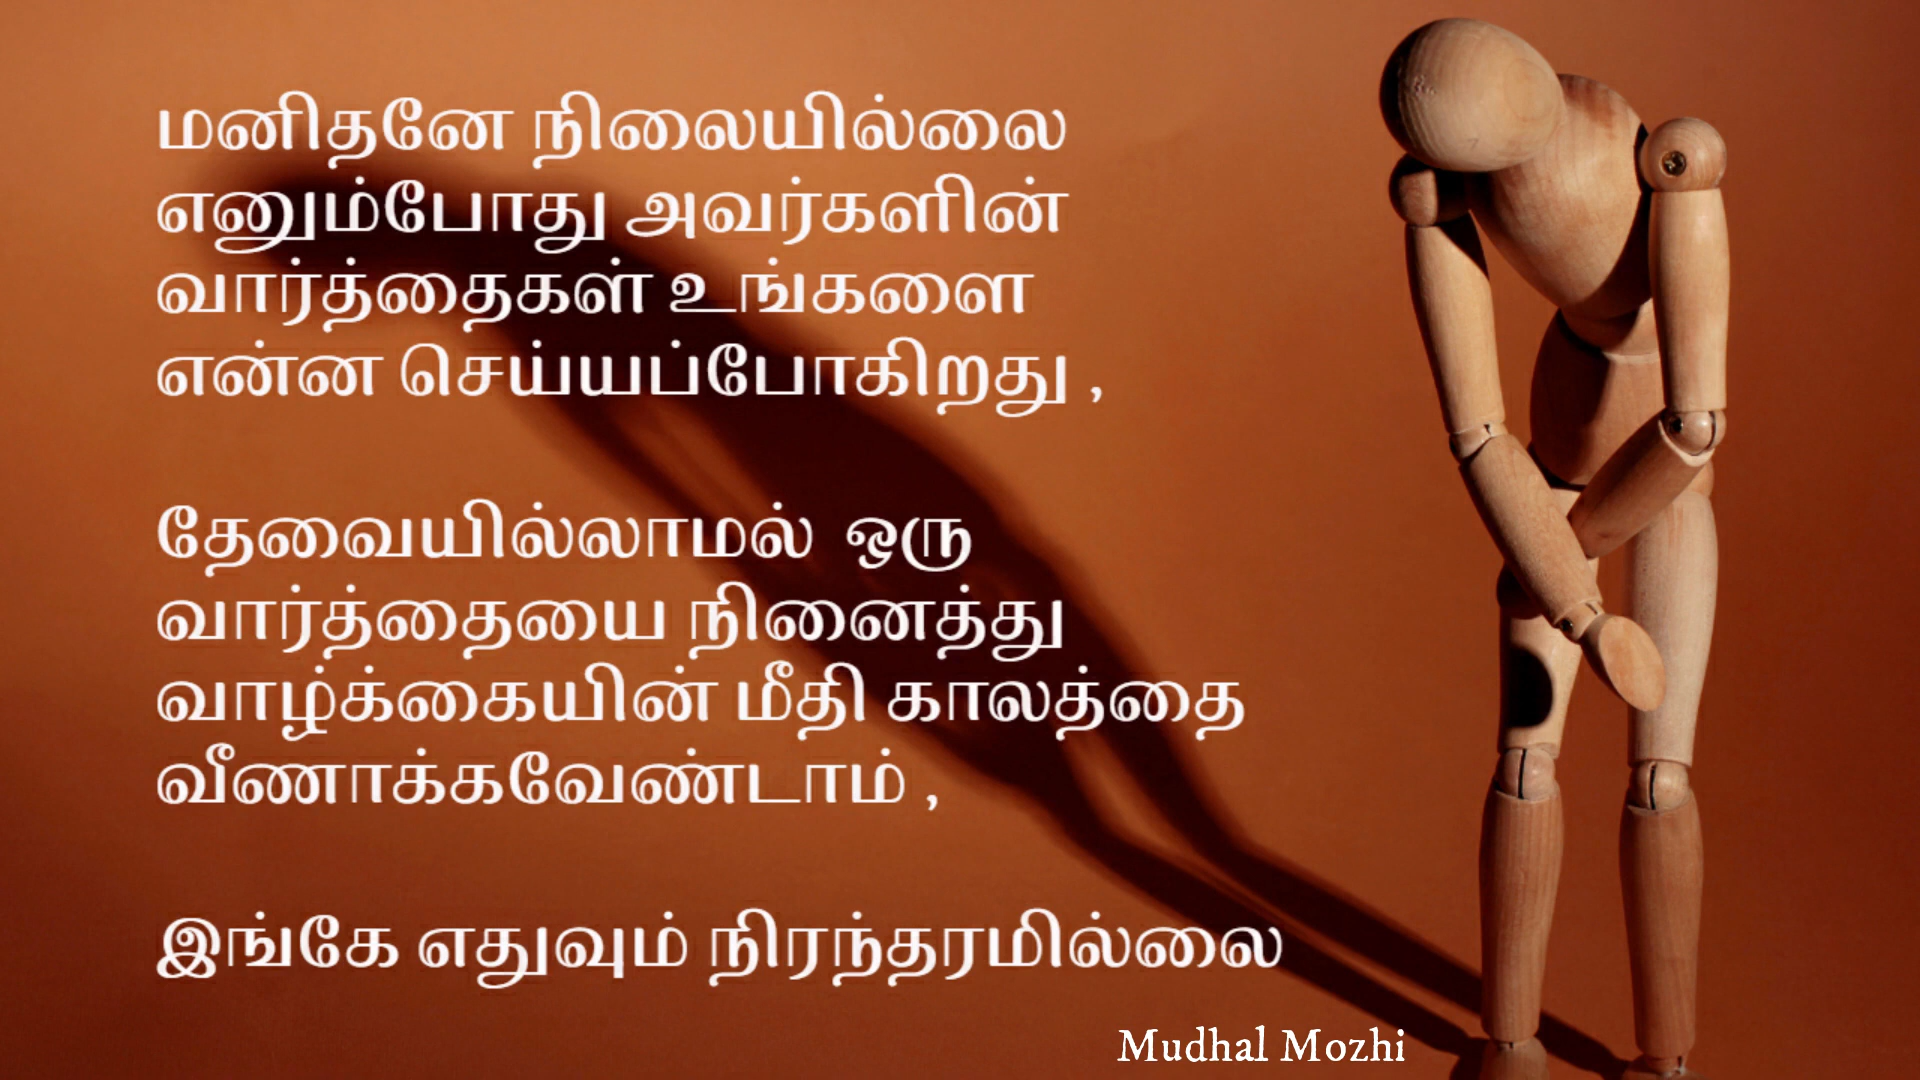 மனிதனே நிலையில்லை
எனும்போது அவர்களின்
வார்த்தைகள் உங்களை
என்ன செய்யப்போகிறது ,
தேவையில்லாமல் ஒரு
வார்த்தையை நினைத்து
வாழ்க்கையின் மீதி காலத்தை
வீணாக்கவேண்டாம் ,
இங்கே எதுவும் நிரந்தரமில்லை
Mudhal Mozhi